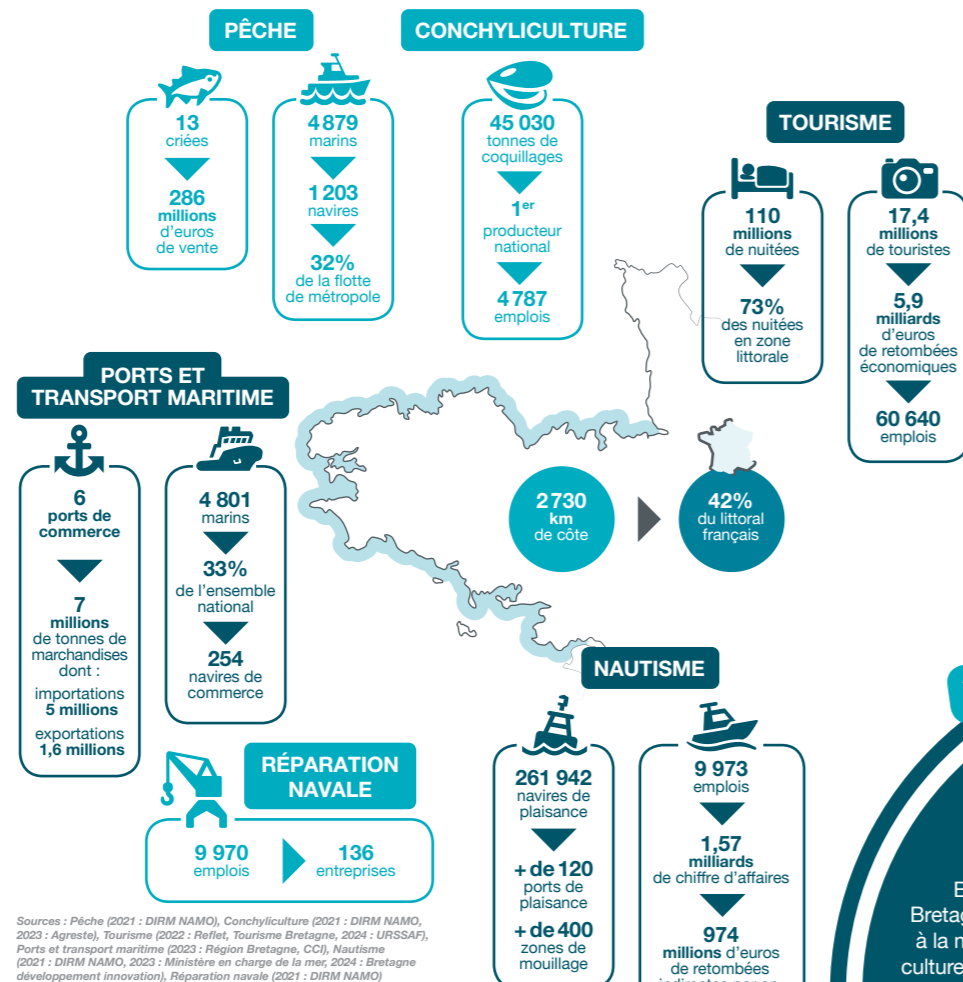 PÊCHE
13
criées
286
millions
d'euros
de vente
4 879
marins
1 203
navires
32%
de la flotte
de métropole
CONCHYLICULTURE
45 030
tonnes de
coquillages
1er
producteur
national
4 787
emplois
TOURISME
110
millions
de nuitées
73%
des nuitées
en zone
littorale
17,4
millions
de touristes
5,9
milliards
d'euros
de retombées
économiques
60 640
emplois
PORTS ET
TRANSPORT MARITIME
6
ports de
commerce
7
millions
de tonnes de
marchandises
dont :
importations
5 millions
exportations
1,6 millions
4 801
marins
33%
de l'ensemble
national
254
navires de
commerce
2 730
km
de côte
42%
du littoral
français
NAUTISME
261 942
navires de
plaisance
+ de 120
ports de
plaisance
+ de 400
zones de
mouillage
9 973
emplois
1,57
milliards
de chiffre d'affaires
974
millions d'euros
de retombées
RÉPARATION
NAVALE
9 970
emplois
136
entreprises
Sources : Pêche (2021 : DIRM NAMO), Conchyliculture (2021 : DIRM NAMO,
2023 : Agreste), Tourisme (2022 : Reflet, Tourisme Bretagne, 2024 : URSSAF),
Ports et transport maritime (2023 : Région Bretagne, CCI), Nautisme
(2021 : DIRM NAMO, 2023 : Ministère en charge de la mer, 2024 : Bretagne
développement innovation), Réparation navale (2021 : DIRM NAMO)
à la
culture